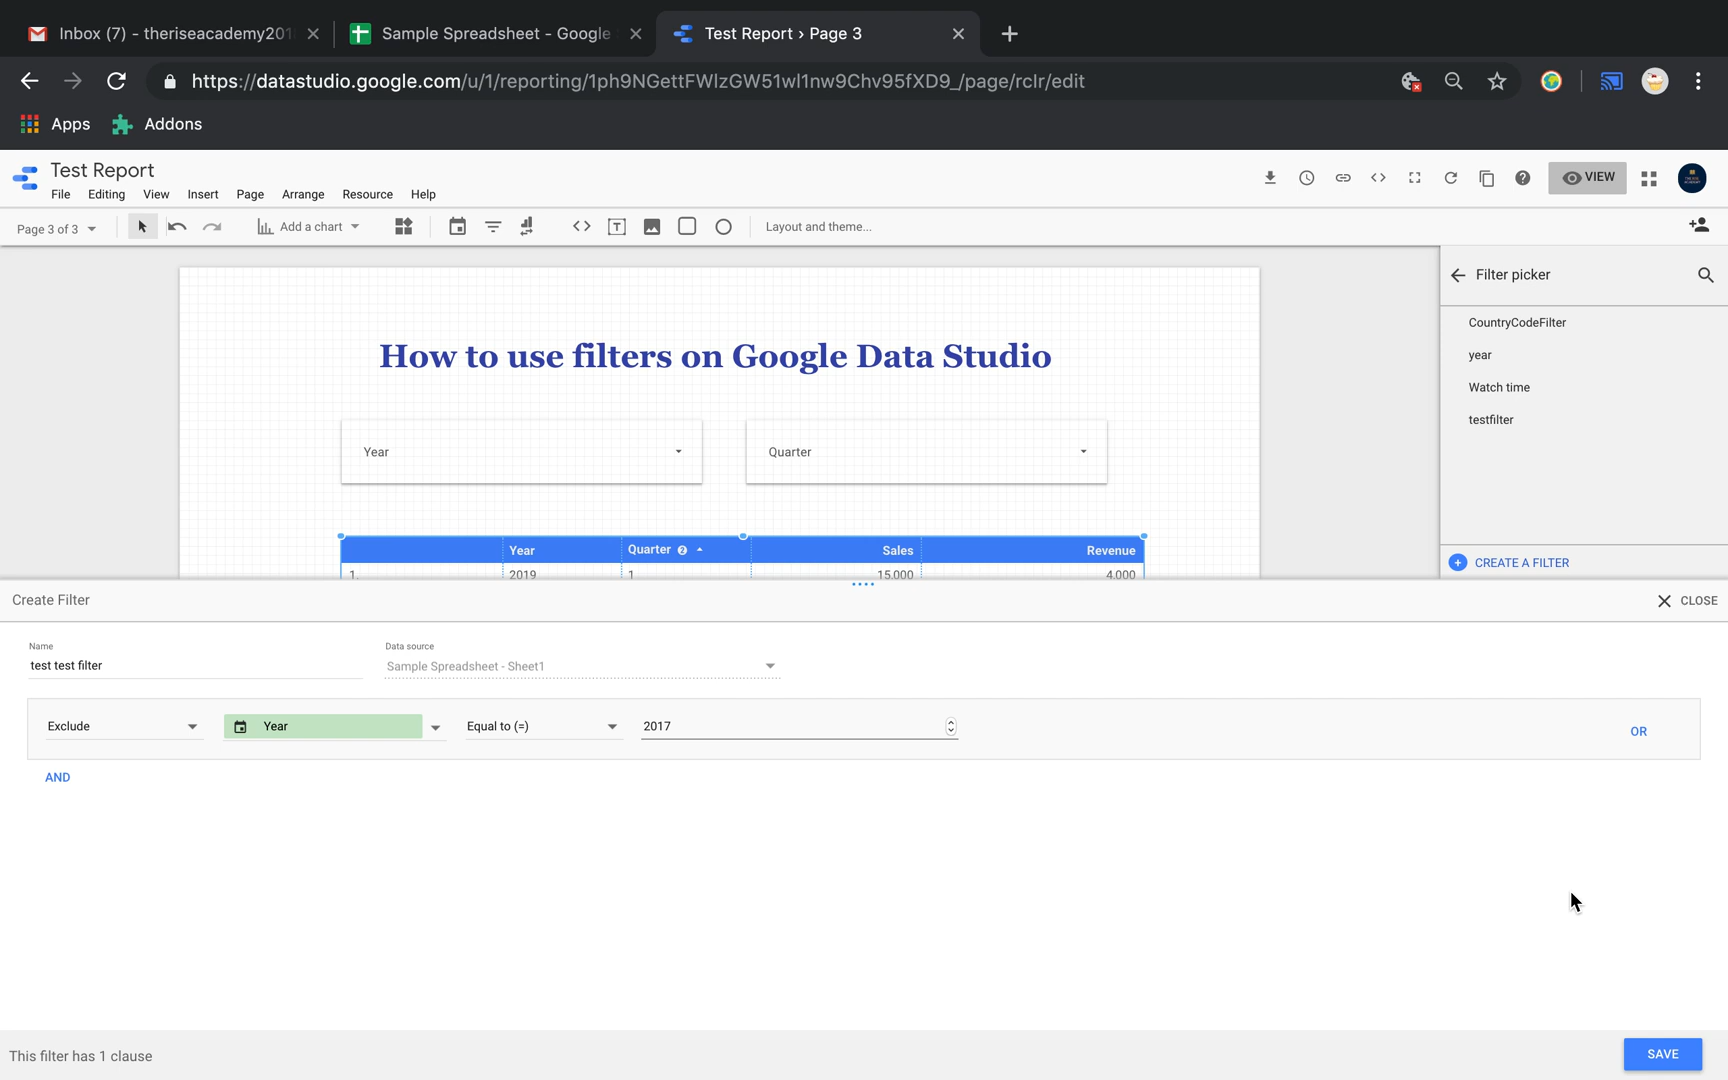 Inbox (7) - theriseacademy201
Sample Spreadsheet - Google
Test Report › Page 3
https://datastudio.google.com/u/1/reporting/1ph9NGettFWIzGW51wl1nw9Chv95fXD9_/page/rclr/edit
Apps
Addons
Test Report
File Editing View Insert Page Arrange Resource Help
VIEW
Page 3 of 3
Add a chart
Layout and theme...
Filter picker
How to use filters on Google Data Studio
CountryCodeFilter
year
Watch time
testfilter
Year
Quarter
Year Quarter 2 Sales Revenue
1. 2019 1 15,000 4,000
CREATE A FILTER
Create Filter
CLOSE
Name
test test filter
Data source
Sample Spreadsheet - Sheet1
Exclude Year Equal to (=) 2017
OR
AND
This filter has 1 clause
SAVE